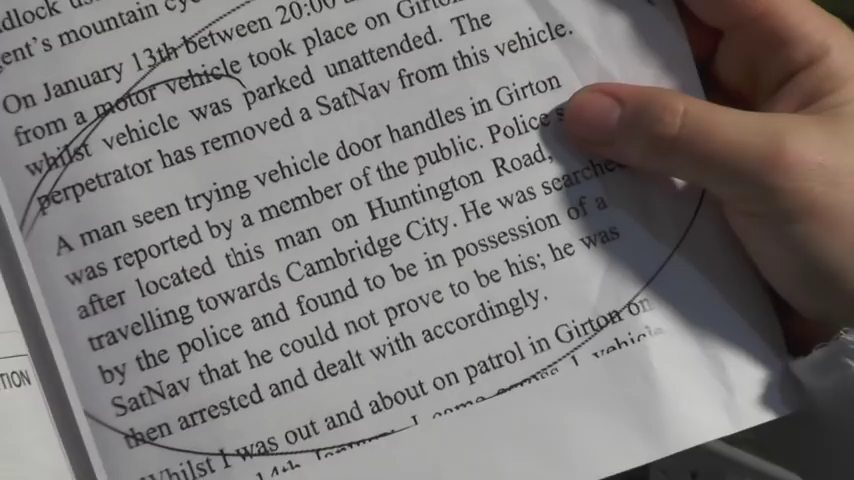 ent's mountain
On January 13th between 20:00
from a motor vehicle took place on Girton
whilst vehicle was parked unattended. The
perpetrator has removed a SatNav from this vehicle.
A man seen trying vehicle door handles in Girton
was reported by a member of the public. Police
after located this man on Huntington Road,
travelling towards Cambridge City. He was searched
by the police and found to be in possession of a
SatNav that he could not prove to be his; he was
then arrested and dealt with accordingly.
Whilst I was out and about on patrol in Girton on
I vehicle
TION